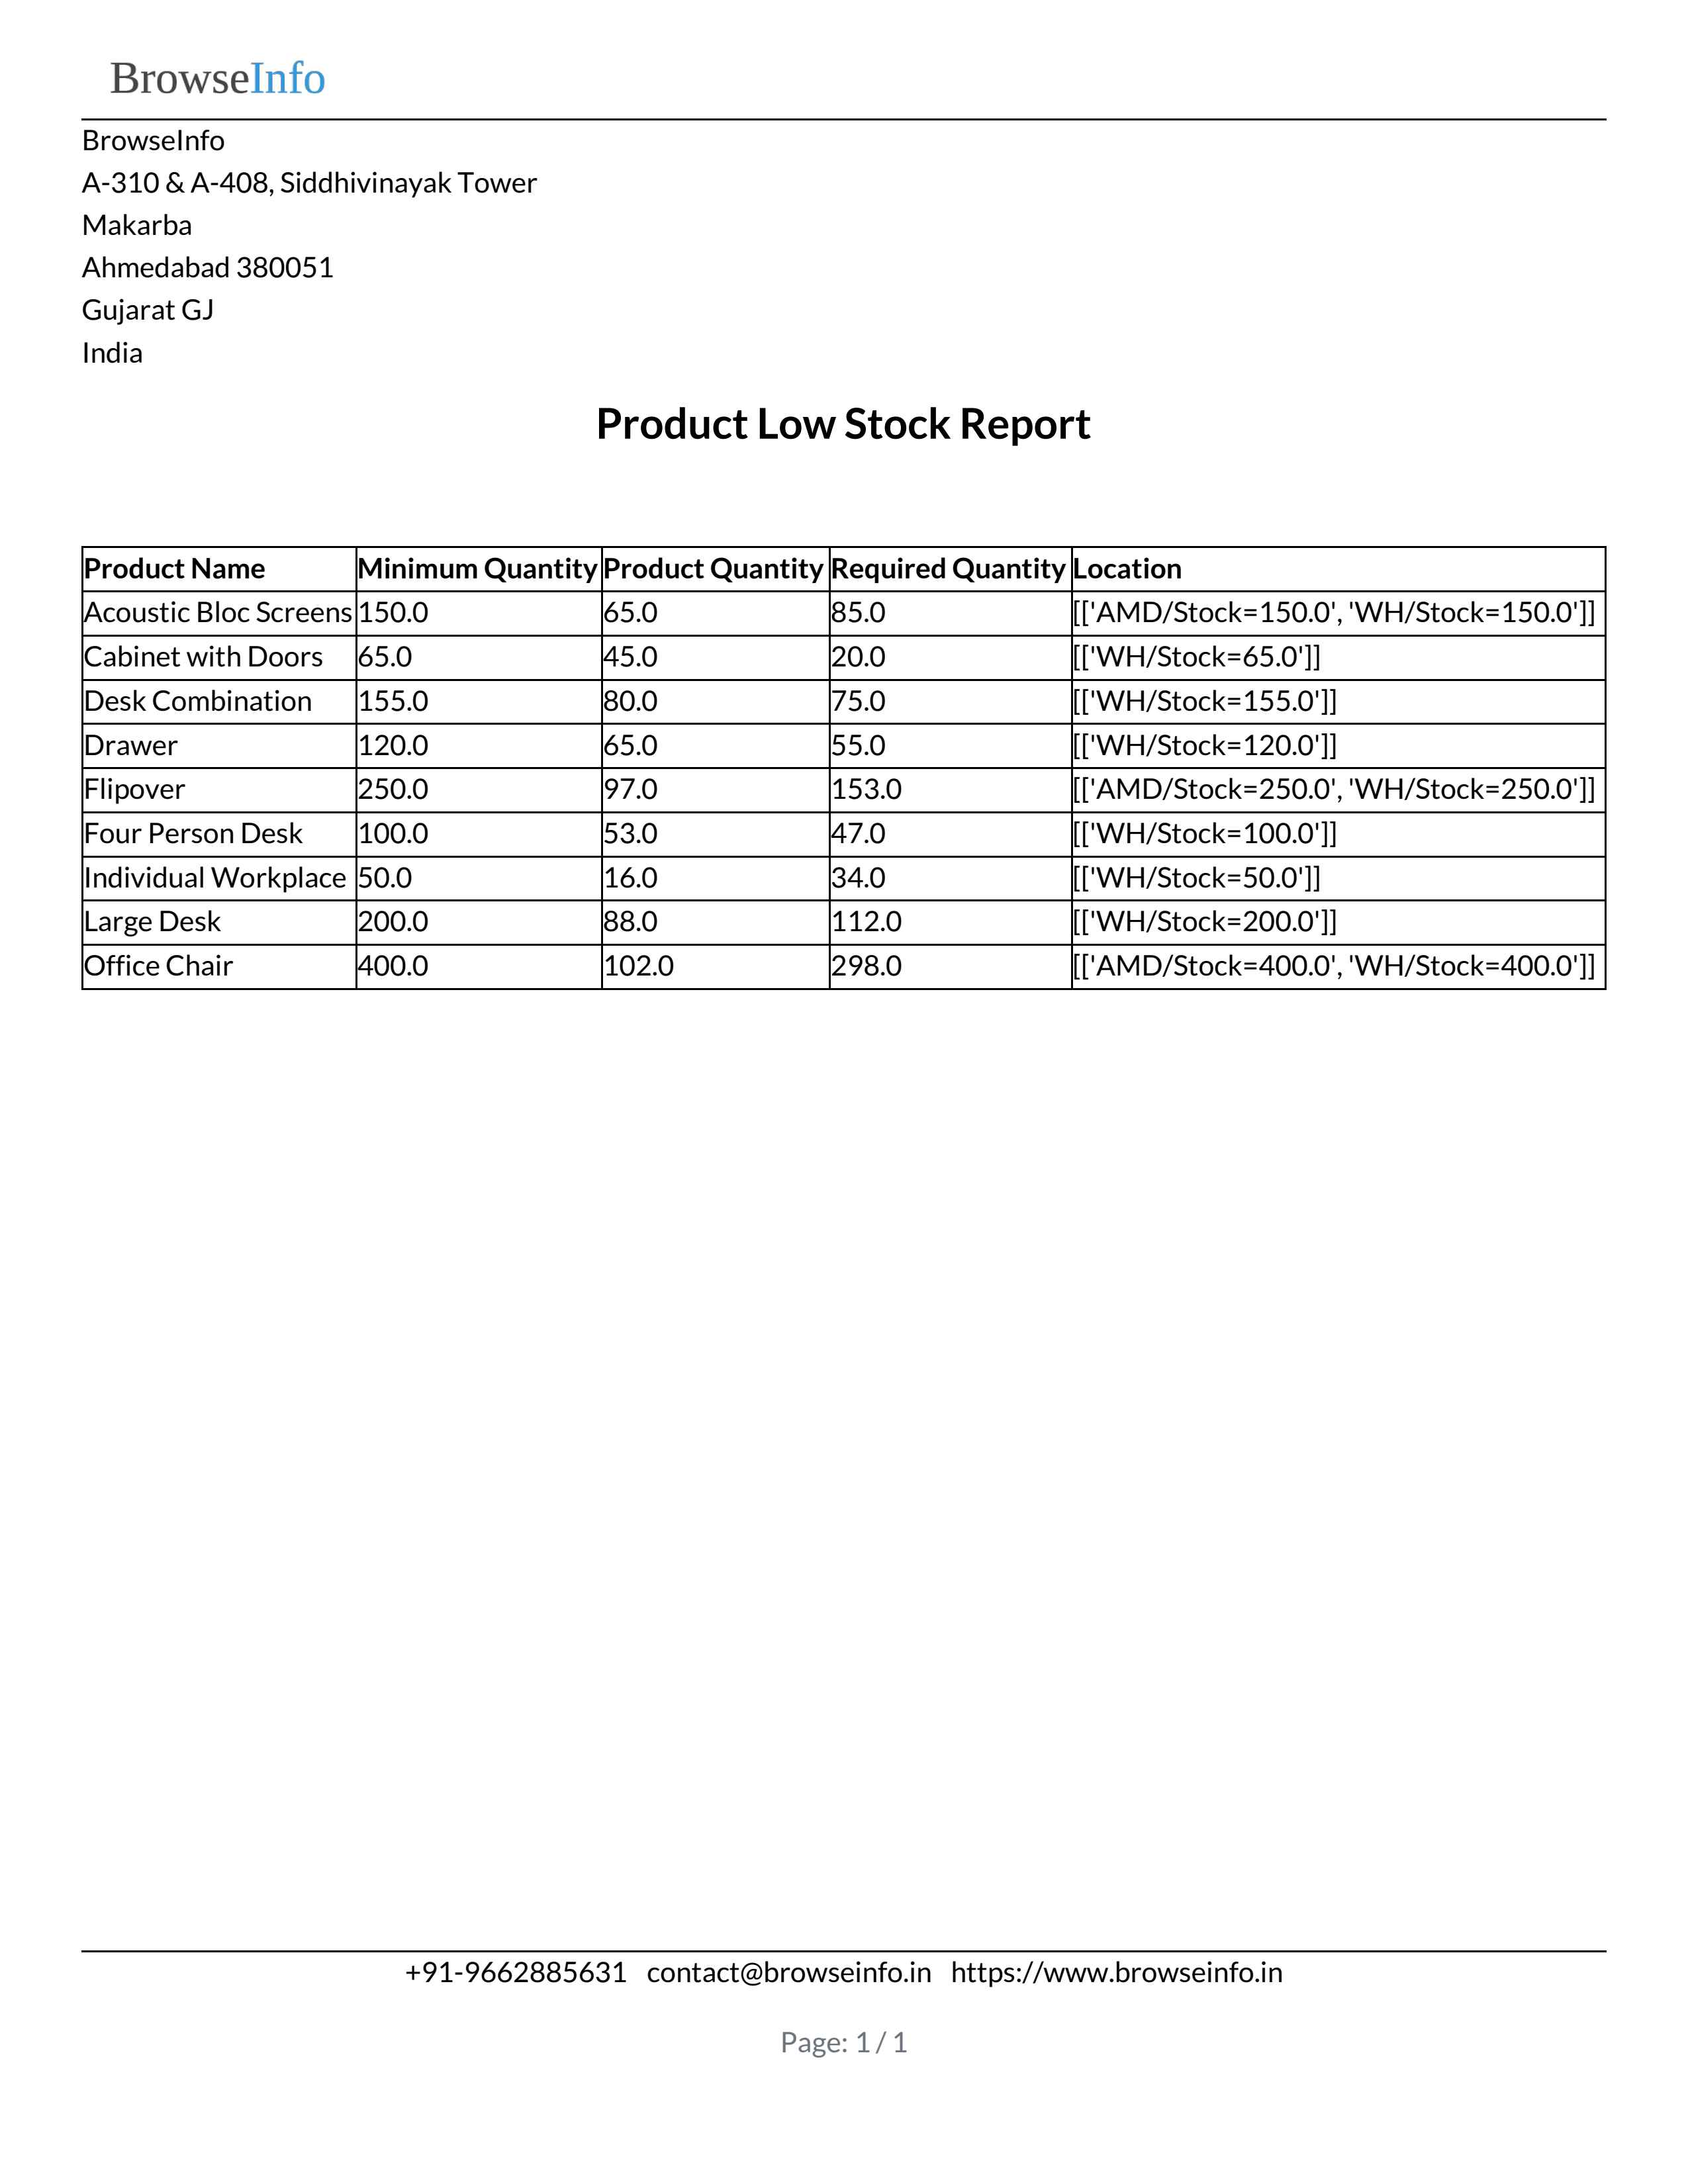 BrowseInfo
BrowseInfo
A-310 & A-408, Siddhivinayak Tower
Makarba
Ahmedabad 380051
Gujarat GJ
India
Product Low Stock Report
Product Name Minimum Quantity Product Quantity Required Quantity Location
Acoustic Bloc Screens 150.0 65.0 85.0 [['AMD/Stock=150.0', 'WH/Stock=150.0']]
Cabinet with Doors 65.0 45.0 20.0 [['WH/Stock=65.0']]
Desk Combination 155.0 80.0 75.0 [['WH/Stock=155.0']]
Drawer 120.0 65.0 55.0 [['WH/Stock=120.0']]
Flipover 250.0 97.0 153.0 [['AMD/Stock=250.0', 'WH/Stock=250.0']]
Four Person Desk 100.0 53.0 47.0 [['WH/Stock=100.0']]
Individual Workplace 50.0 16.0 34.0 [['WH/Stock=50.0']]
Large Desk 200.0 88.0 112.0 [['WH/Stock=200.0']]
Office Chair 400.0 102.0 298.0 [['AMD/Stock=400.0', 'WH/Stock=400.0']]
+91-9662885631 contact@browseinfo.in https://www.browseinfo.in
Page: 1 / 1